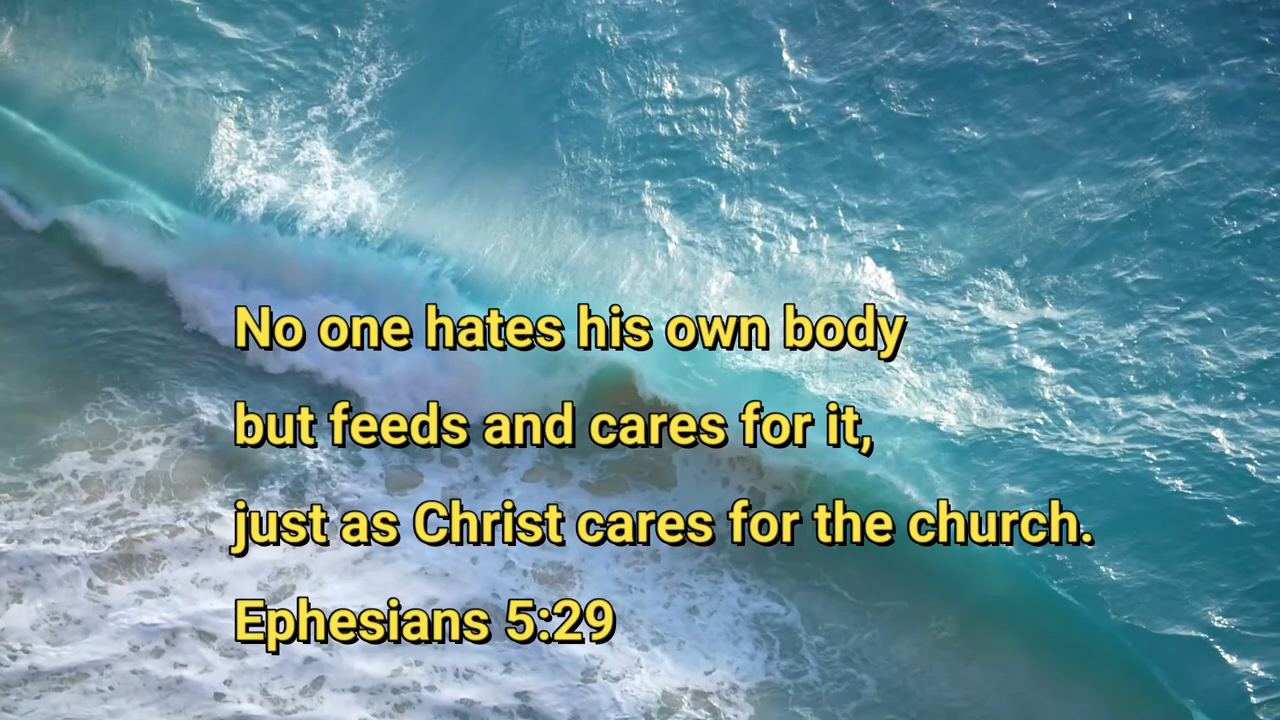 No one hates his own body
but feeds and cares for it,
just as Christ cares for the church.
Ephesians 5:29